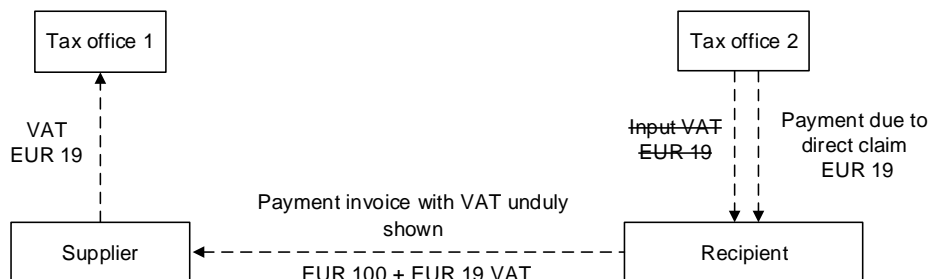 Tax office 1
Tax office 2
VAT
EUR 19
Input VAT
EUR 19
Payment due to
direct claim
EUR 19
Payment invoice with VAT unduly
shown
Supplier
Recipient
EUR 100 + EUR 19 VAT